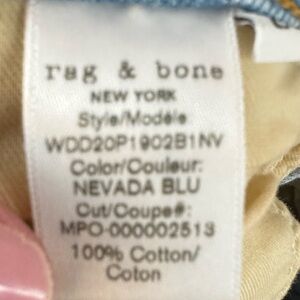 rag & bone
NEW YORK
Style/Modèle
WDD20P1902B1NV
Color/Couleur:
NEVADA BLU
Cut/Coupe#:
MPO-000002513
100% Cotton/
Coton